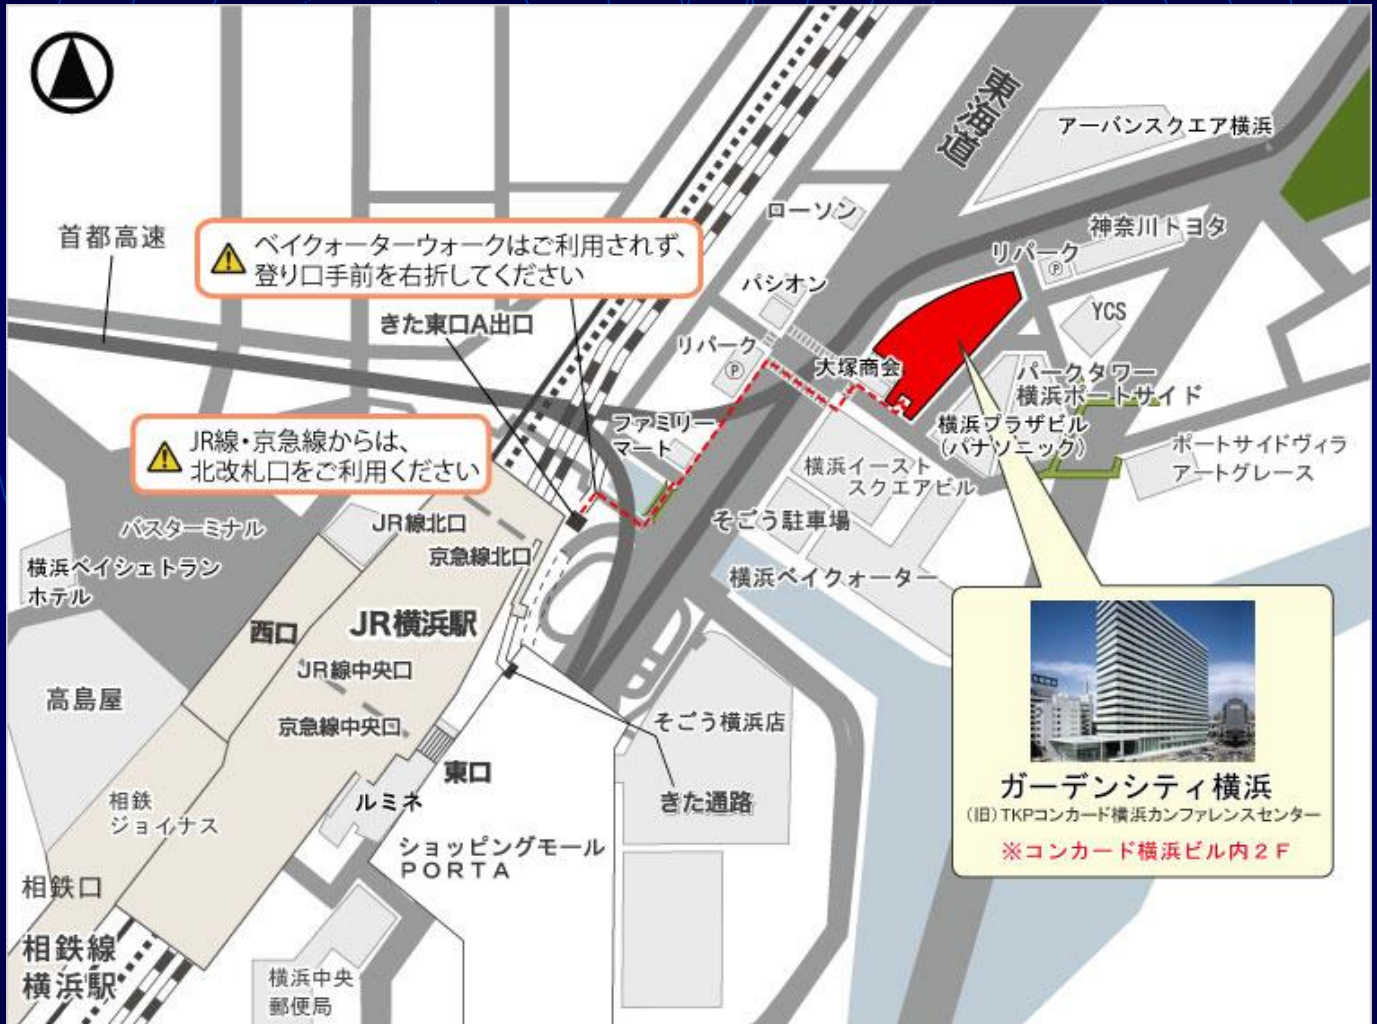 東海道
アーバンスクエア横浜
ローソン
神奈川トヨタ
首都高速
ベイクォーターウォークはご利用されず、
登り口手前を右折してください
リパーク
P
パシオン
YCS
きた東口A出口
リパーク
P
大塚商会
パークタワー
横浜ポートサイド
JR線・京急線からは、
北改札口をご利用ください
ファミリー
マート
横浜プラザビル
(パナソニック)
ポートサイドヴィラ
アートグレース
横浜イースト
スクエアビル
バスターミナル
JR線北口
そごう駐車場
京急線北口
横浜ベイシェトラン
ホテル
横浜ベイクォーター
西口
JR横浜駅
JR線中央口
高島屋
京急線中央口
そごう横浜店
東口
ルミネ
きた通路
相鉄
ジョイナス
ショッピングモール
PORTA
ガーデンシティ横浜
(旧)TKPコンカード横浜カンファレンスセンター
※コンカード横浜ビル内2F
相鉄口
相鉄線
横浜駅
横浜中央
郵便局